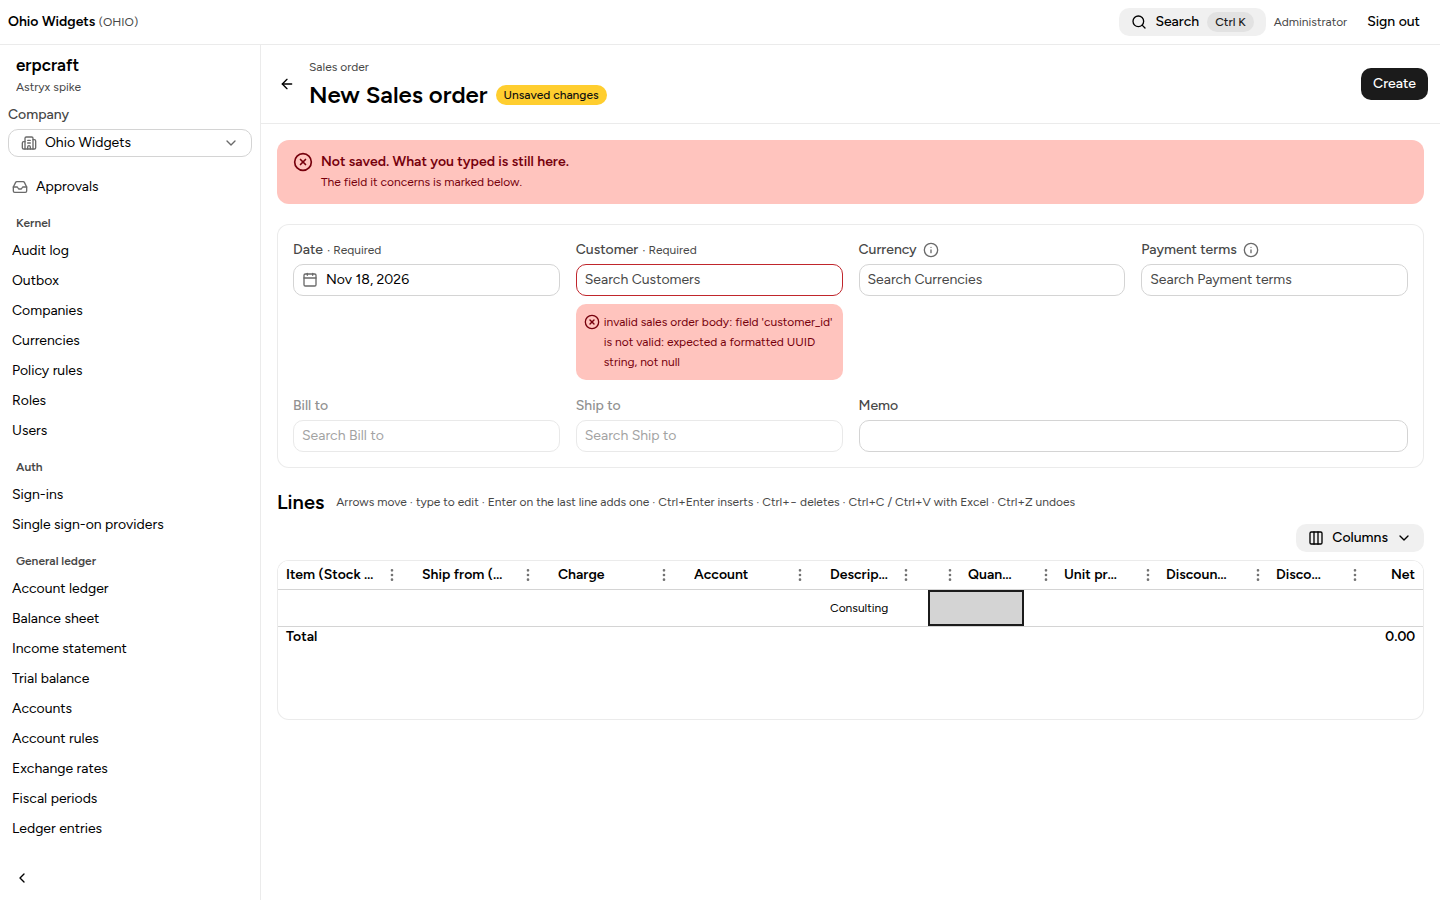 Ohio Widgets (OHIO)
Search Ctrl K
Administrator
Sign out
erpcraft
Astryx spike
Company
Ohio Widgets
Approvals
Kernel
Audit log
Outbox
Companies
Currencies
Policy rules
Roles
Users
Auth
Sign-ins
Single sign-on providers
General ledger
Account ledger
Balance sheet
Income statement
Trial balance
Accounts
Account rules
Exchange rates
Fiscal periods
Ledger entries
Sales order
New Sales order Unsaved changes
Create
Not saved. What you typed is still here.
The field it concerns is marked below.
Date · Required
Nov 18, 2026
Customer · Required
Search Customers
invalid sales order body: field 'customer_id'
is not valid: expected a formatted UUID
string, not null
Currency
Search Currencies
Payment terms
Search Payment terms
Bill to
Search Bill to
Ship to
Search Ship to
Memo
Lines Arrows move · type to edit · Enter on the last line adds one · Ctrl+Enter inserts · Ctrl+− deletes · Ctrl+C / Ctrl+V with Excel · Ctrl+Z undoes
Columns
Item (Stock ... Ship from (... Charge Account Descrip... Quan... Unit pr... Discoun... Disco... Net
Consulting
Total 0.00